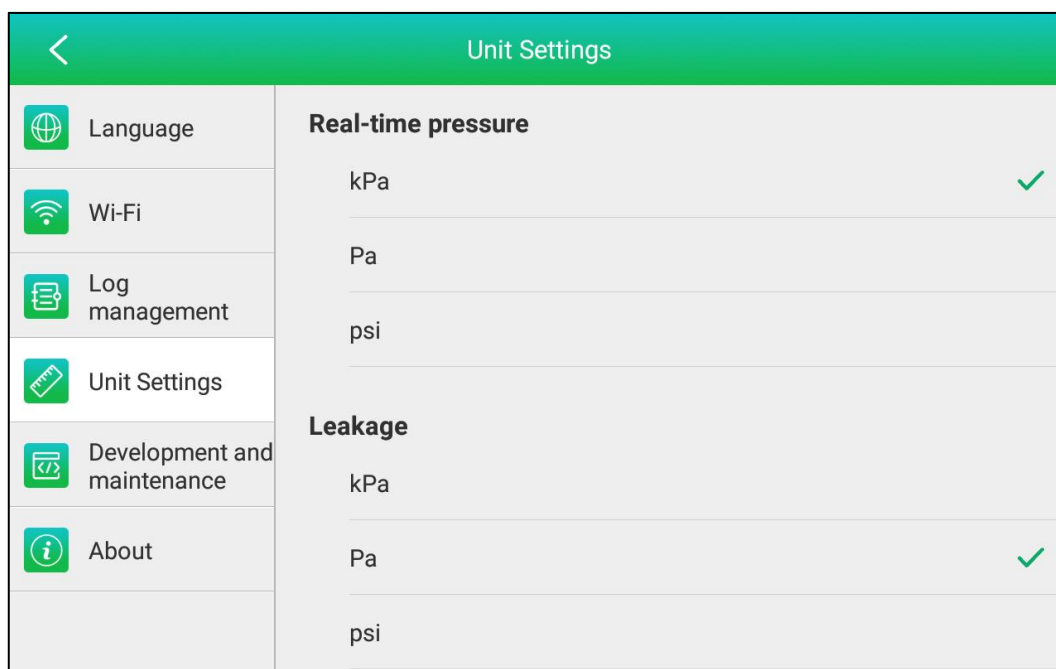 Unit Settings
Language
Wi-Fi
Log
management
Unit Settings
Development and
maintenance
About
Real-time pressure
kPa
Pa
psi
Leakage
kPa
Pa
psi